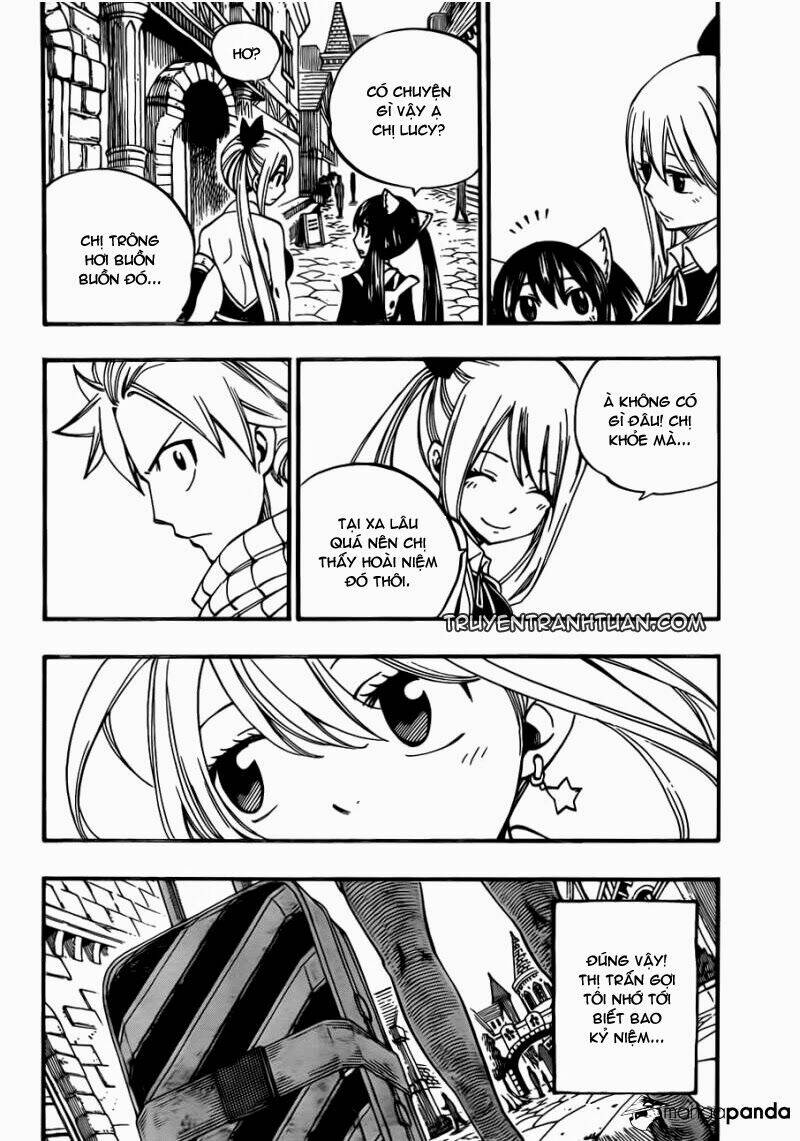 HƠ?
CÓ CHUYỆN
GÌ VẬY Ạ
CHỊ LUCY?
CHỊ TRÔNG
HƠI BUỒN
BUỒN ĐÓ...
À KHÔNG CÓ
GÌ ĐÂU! CHỊ
KHỎE MÀ...
TẠI XA LÂU
QUÁ NÊN CHỊ
THẤY HOÀI NIỆM
ĐÓ THÔI.
TRUYENTRANHTUAN.COM
ĐÚNG VẬY!
THỊ TRẤN GỢI
TÔI NHỚ TỚI
BIẾT BAO
KỶ NIỆM...
mangapanda